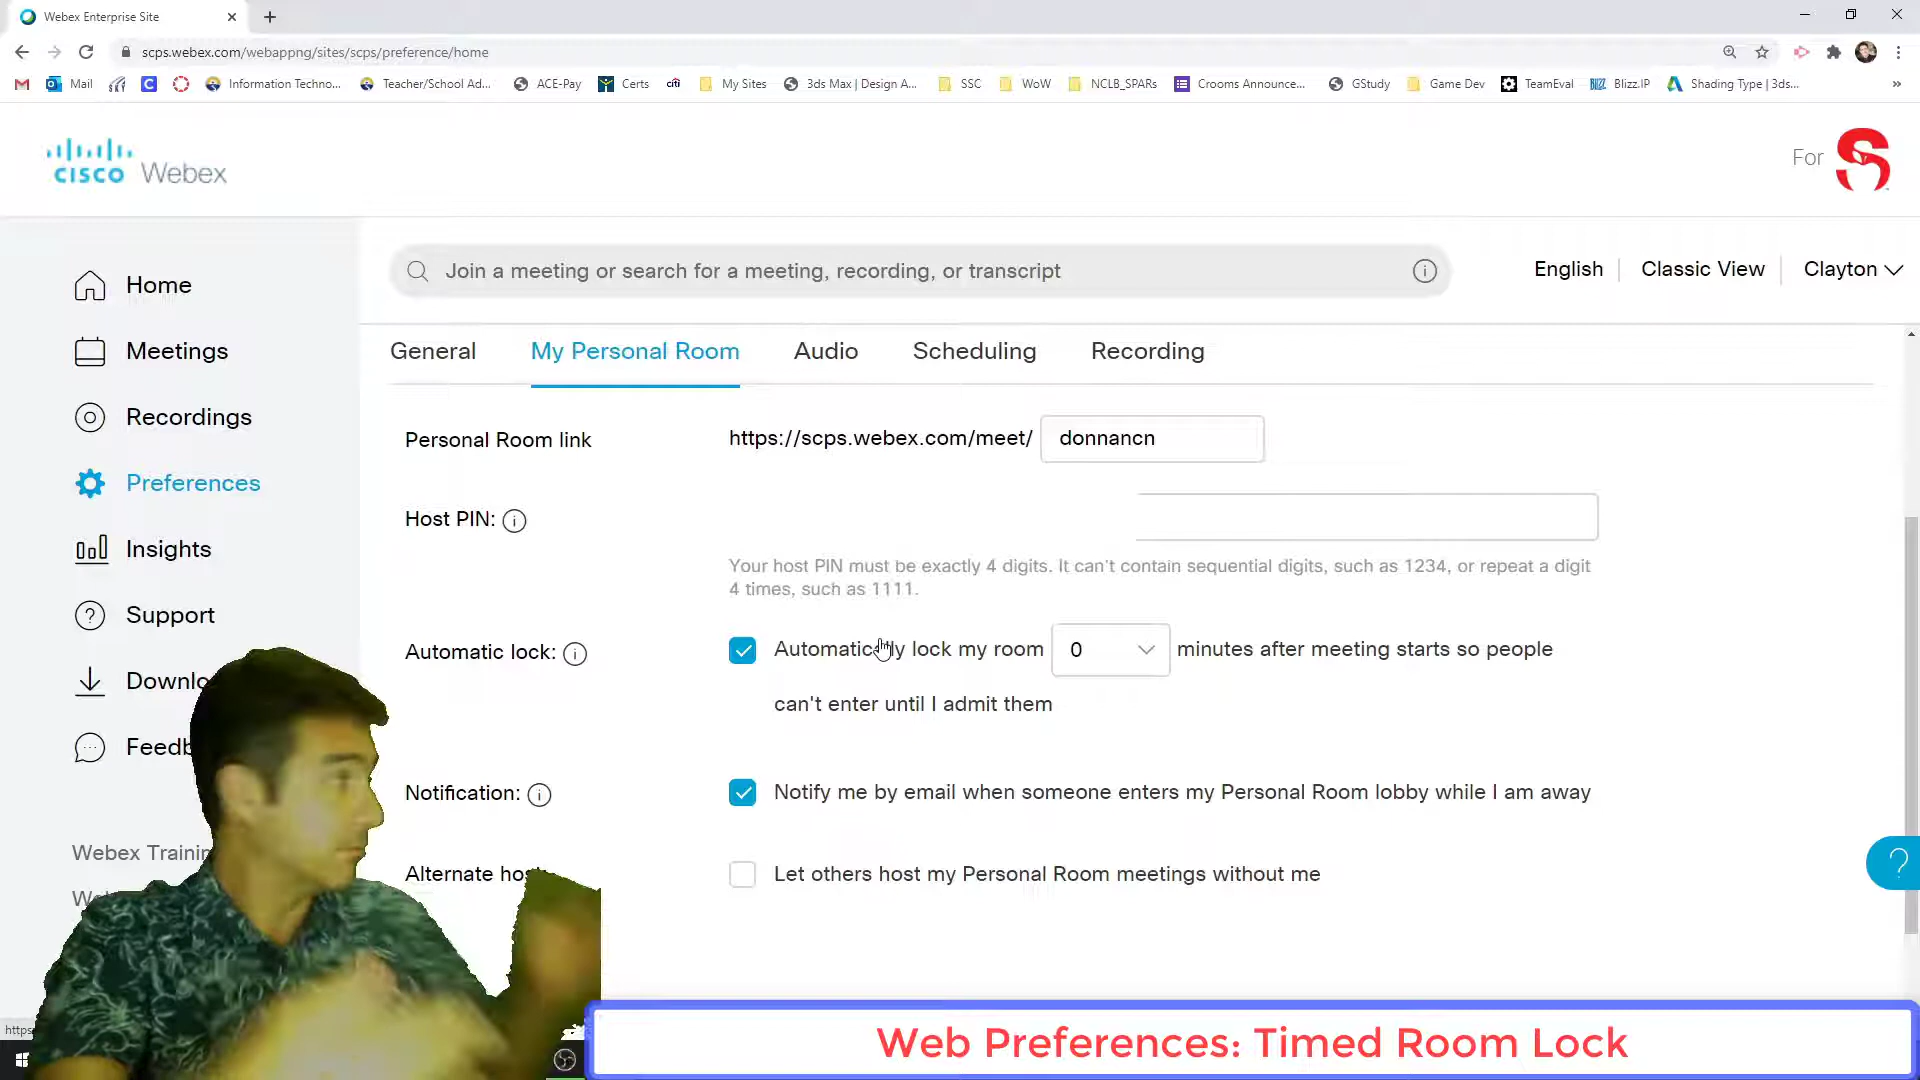 Webex Enterprise Site
scps.webex.com/webappng/sites/scps/preference/home
Mail
Information Techno...
Teacher/School Ad...
ACE-Pay
Certs
citi
My Sites
3ds Max | Design A...
SSC
WoW
NCLB_SPARs
Crooms Announce...
GStudy
Game Dev
TeamEval
BLIZZ
Blizz.IP
Shading Type | 3ds...
CISCO Webex
For S
Join a meeting or search for a meeting, recording, or transcript
English
Classic View
Clayton
Home
Meetings
Recordings
Preferences
Insights
Support
Downlo
Feedb
Webex Trainin
General
My Personal Room
Audio
Scheduling
Recording
Personal Room link
https://scps.webex.com/meet/ donnancn
Host PIN:
Your host PIN must be exactly 4 digits. It can't contain sequential digits, such as 1234, or repeat a digit
4 times, such as 1111.
Automatic lock:
Automatically lock my room 0 minutes after meeting starts so people
can't enter until I admit them
Notification:
Notify me by email when someone enters my Personal Room lobby while I am away
Alternate host
Let others host my Personal Room meetings without me
https
Web Preferences: Timed Room Lock